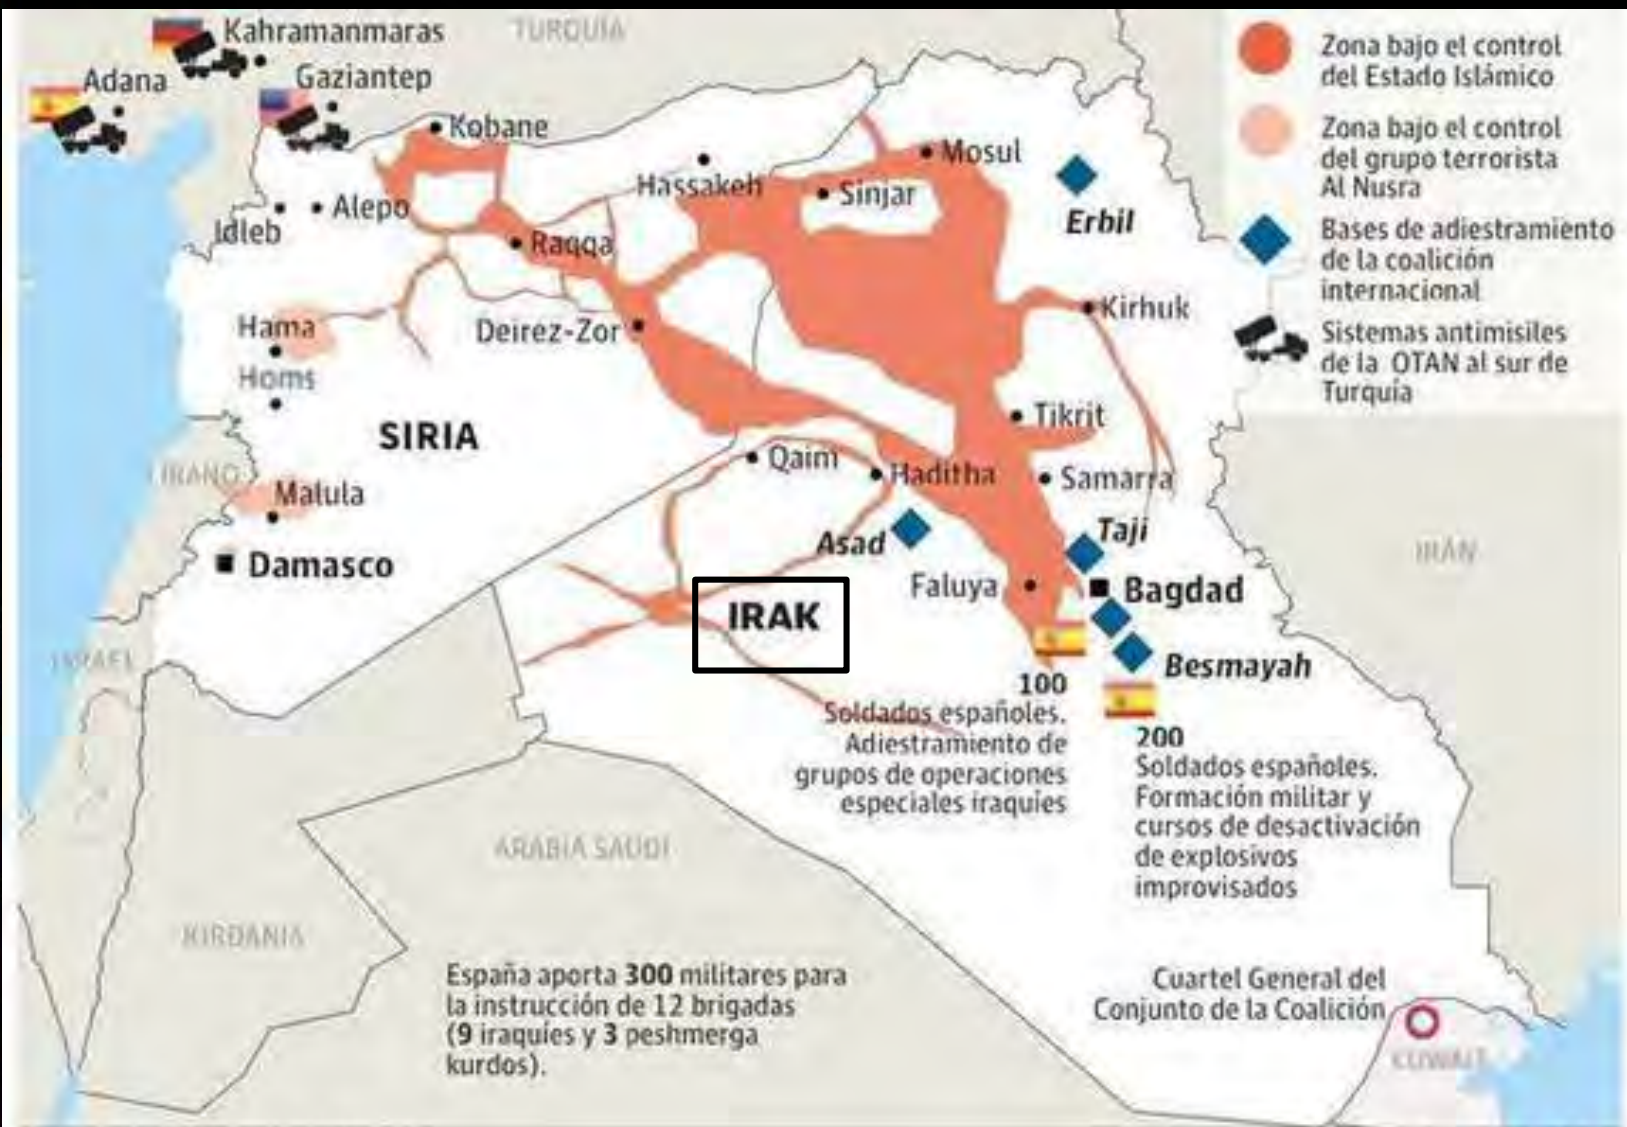 TURQUÍA
Kahramanmaras
Adana
Gaziantep
Kobane
Hassakeh
Mosul
Sinjar
Erbil
Idleb
Alepo
Raqqa
Kirhuk
Hama
Deirez-Zor
Homs
SIRIA
Tikrit
LIBANO
Malula
Qaim
Haditha
Samarra
Damasco
Asad
Taji
Faluya
Bagdad
IRAK
ISRAEL
Besmayah
IRÁN
Zona bajo el control
del Estado Islámico
Zona bajo el control
del grupo terrorista
Al Nusra
Bases de adiestramiento
de la coalición
internacional
Sistemas antimisiles
de la OTAN al sur de
Turquía
100
Soldados españoles.
Adiestramiento de
grupos de operaciones
especiales iraquíes
200
Soldados españoles.
Formación militar y
cursos de desactivación
de explosivos
improvisados
ARABIA SAUDI
España aporta 300 militares para
la instrucción de 12 brigadas
(9 iraquíes y 3 peshmerga
kurdos).
Cuartel General del
Conjunto de la Coalición
KUWAIT